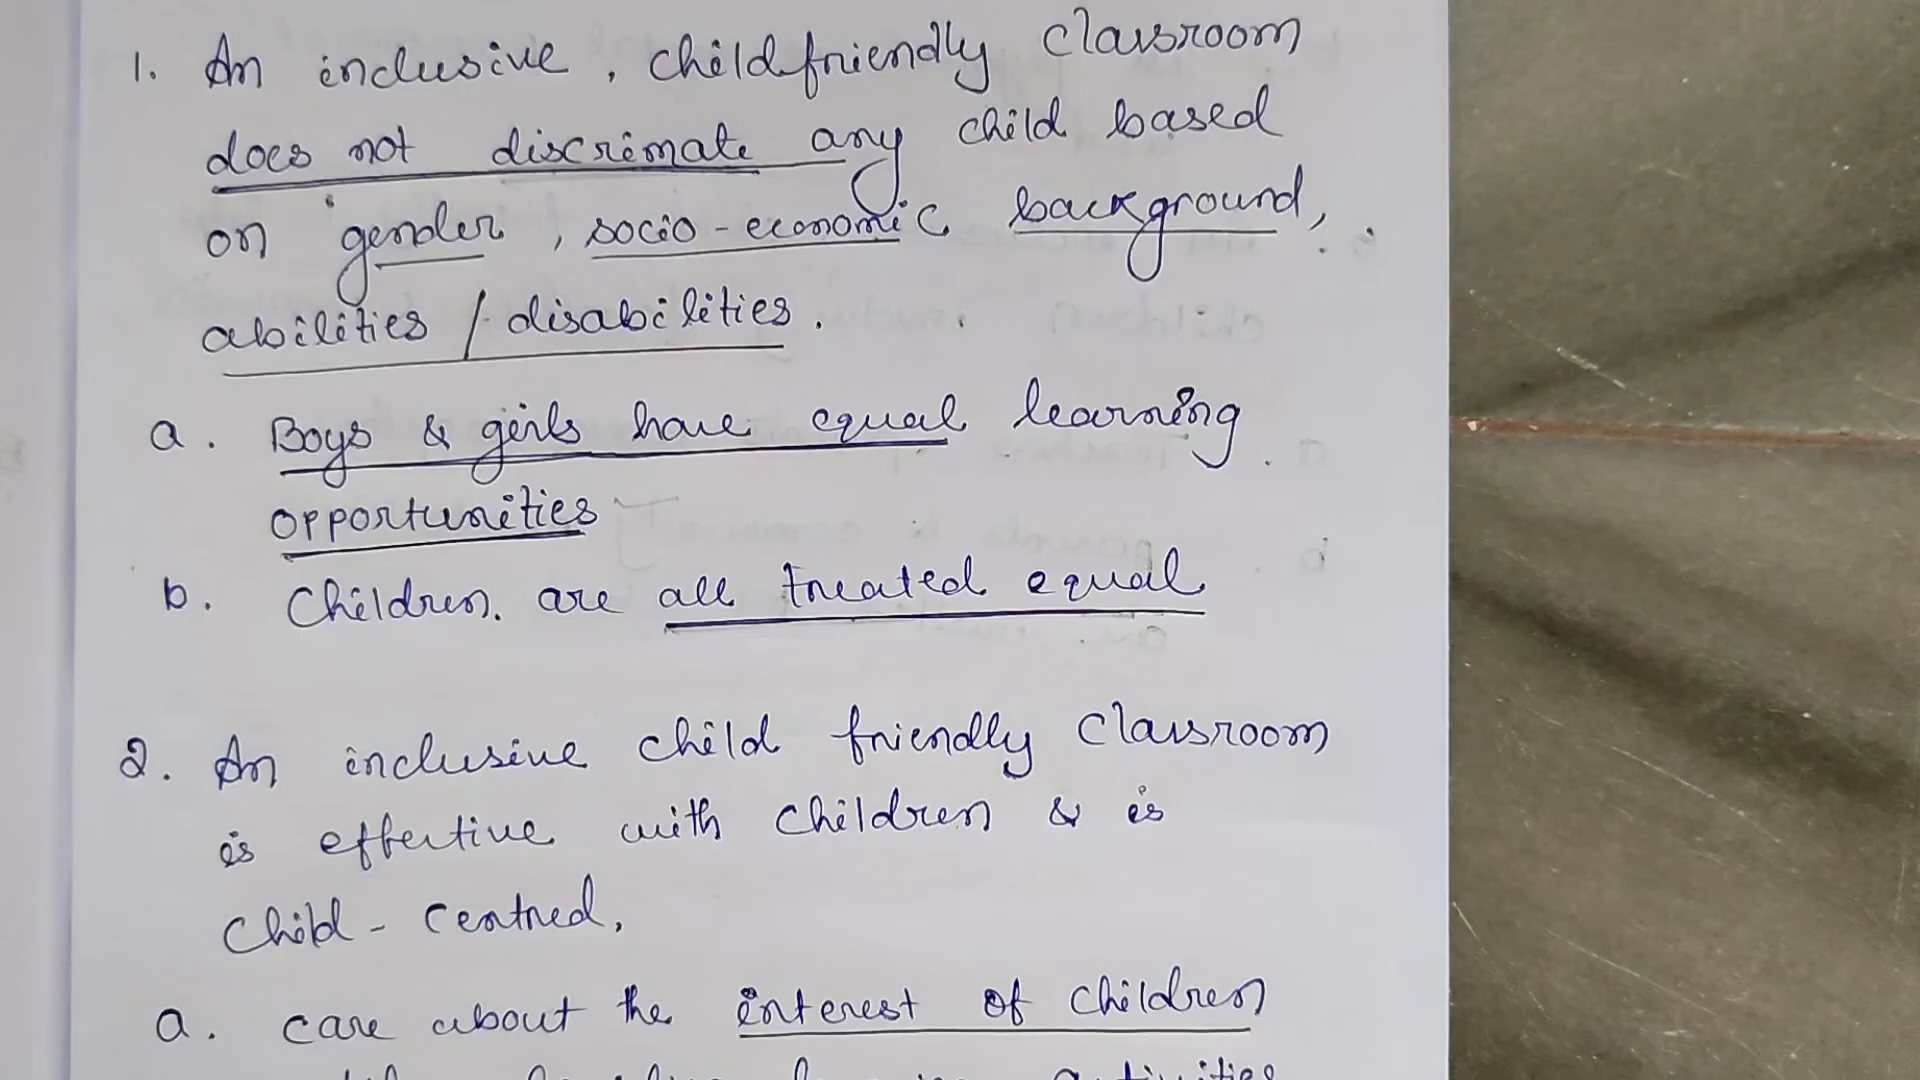 1. An inclusive, childfriendly classroom
does not discrimate any child based
on gender, socio-economic background,
abilities / disabilities.
a. Boys & girls have equal learning
opportunities
b. Children are all treated equal
2. An inclusive child friendly classroom
is effective with children & is
child-centred.
a. care about the interest of children
activities